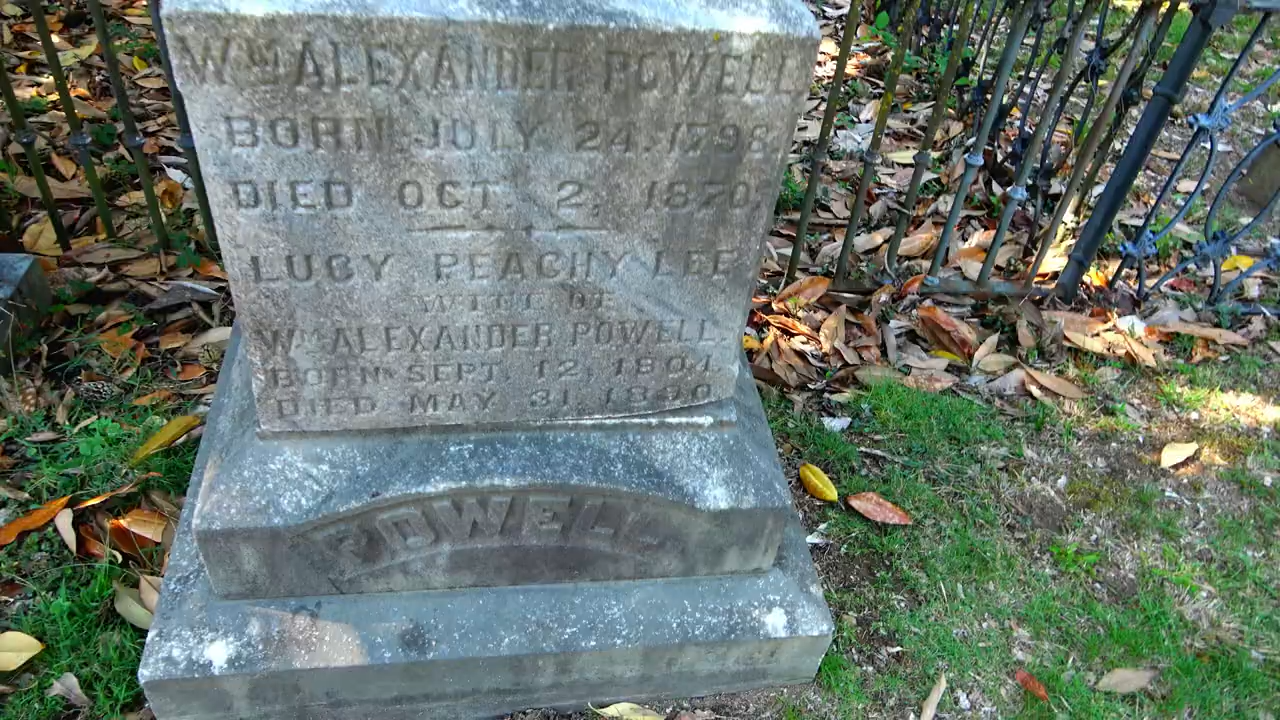 Wm ALEXANDER POWELL
BORN JULY 24. 1798
DIED OCT 2, 1870
LUCY PEACHY LEE
WIFE OF
Wm ALEXANDER POWELL.
BORN SEPT 12, 1804.
DIED MAY 31. 1890
POWELL